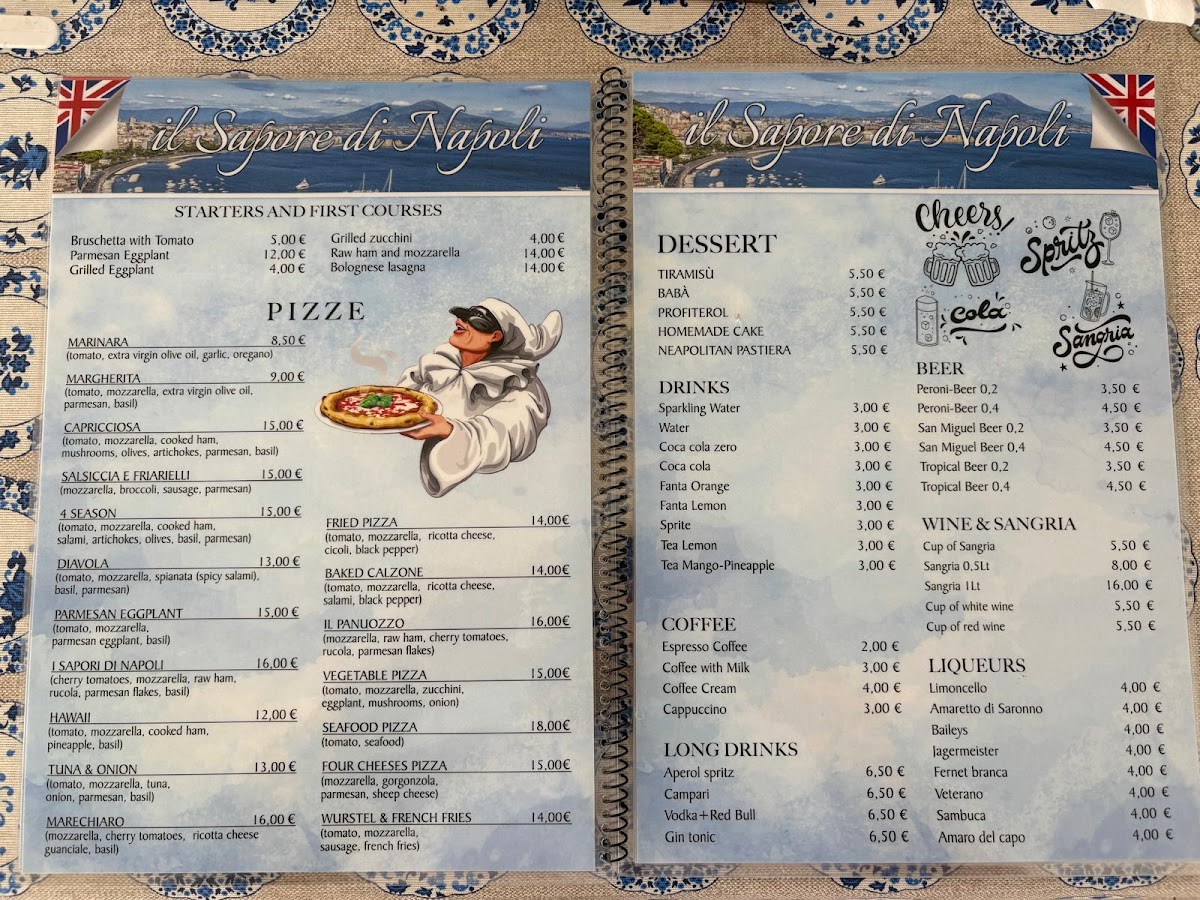 il Sapore di Napoli
STARTERS AND FIRST COURSES
Bruschetta with Tomato 5,00 €
Parmesan Eggplant 12,00 €
Grilled Eggplant 4,00 €
Grilled zucchini 4,00 €
Raw ham and mozzarella 14,00 €
Bolognese lasagna 14,00 €
PIZZE
MARINARA 8,50 €
(tomato, extra virgin olive oil, garlic, oregano)
MARGHERITA 9,00 €
(tomato, mozzarella, extra virgin olive oil,
parmesan, basil)
CAPRICCIOSA 15,00 €
(tomato, mozzarella, cooked ham,
mushrooms, olives, artichokes, parmesan, basil)
SALSICCIA E FRIARIELLI 15,00 €
(mozzarella, broccoli, sausage, parmesan)
4 SEASON 15,00 €
(tomato, mozzarella, cooked ham,
salami, artichokes, olives, basil, parmesan)
DIAVOLA 13,00 €
(tomato, mozzarella, spianata (spicy salami),
basil, parmesan)
PARMESAN EGGPLANT 15,00 €
(tomato, mozzarella,
parmesan eggplant, basil)
I SAPORI DI NAPOLI 16,00 €
(cherry tomatoes, mozzarella, raw ham,
rucola, parmesan flakes, basil)
HAWAII 12,00 €
(tomato, mozzarella, cooked ham,
pineapple, basil)
TUNA & ONION 13,00 €
(tomato, mozzarella, tuna,
onion, parmesan, basil)
MARECHIARO 16,00 €
(mozzarella, cherry tomatoes, ricotta cheese
guanciale, basil)
FRIED PIZZA 14,00€
(tomato, mozzarella, ricotta cheese,
cicoli, black pepper)
BAKED CALZONE 14,00€
(tomato, mozzarella, ricotta cheese,
salami, black pepper)
IL PANUOZZO 16,00€
(mozzarella, raw ham, cherry tomatoes,
rucola, parmesan flakes)
VEGETABLE PIZZA 15,00€
(tomato, mozzarella, zucchini,
eggplant, mushrooms, onion)
SEAFOOD PIZZA 18,00€
(tomato, seafood)
FOUR CHEESES PIZZA 15,00€
(mozzarella, gorgonzola,
parmesan, sheep cheese)
WURSTEL & FRENCH FRIES 14,00€
(tomato, mozzarella,
sausage, french fries)
il Sapore di Napoli
Cheers
Spritz
Cola
Sangria
DESSERT
TIRAMISÙ 5,50 €
BABÀ 5,50 €
PROFITEROL 5,50 €
HOMEMADE CAKE 5,50 €
NEAPOLITAN PASTIERA 5,50 €
DRINKS
Sparkling Water 3,00 €
Water 3,00 €
Coca cola zero 3,00 €
Coca cola 3,00 €
Fanta Orange 3,00 €
Fanta Lemon 3,00 €
Sprite 3,00 €
Tea Lemon 3,00 €
Tea Mango-Pineapple 3,00 €
COFFEE
Espresso Coffee 2,00 €
Coffee with Milk 3,00 €
Coffee Cream 4,00 €
Cappuccino 3,00 €
LONG DRINKS
Aperol spritz 6,50 €
Campari 6,50 €
Vodka+Red Bull 6,50 €
Gin tonic 6,50 €
BEER
Peroni-Beer 0,2 3,50 €
Peroni-Beer 0,4 4,50 €
San Miguel Beer 0,2 3,50 €
San Miguel Beer 0,4 4,50 €
Tropical Beer 0,2 3,50 €
Tropical Beer 0,4 4,50 €
WINE & SANGRIA
Cup of Sangria 5,50 €
Sangria 0,5Lt 8,00 €
Sangria 1Lt 16,00 €
Cup of white wine 5,50 €
Cup of red wine 5,50 €
LIQUEURS
Limoncello 4,00 €
Amaretto di Saronno 4,00 €
Baileys 4,00 €
Jagermeister 4,00 €
Fernet branca 4,00 €
Veterano 4,00 €
Sambuca 4,00 €
Amaro del capo 4,00 €